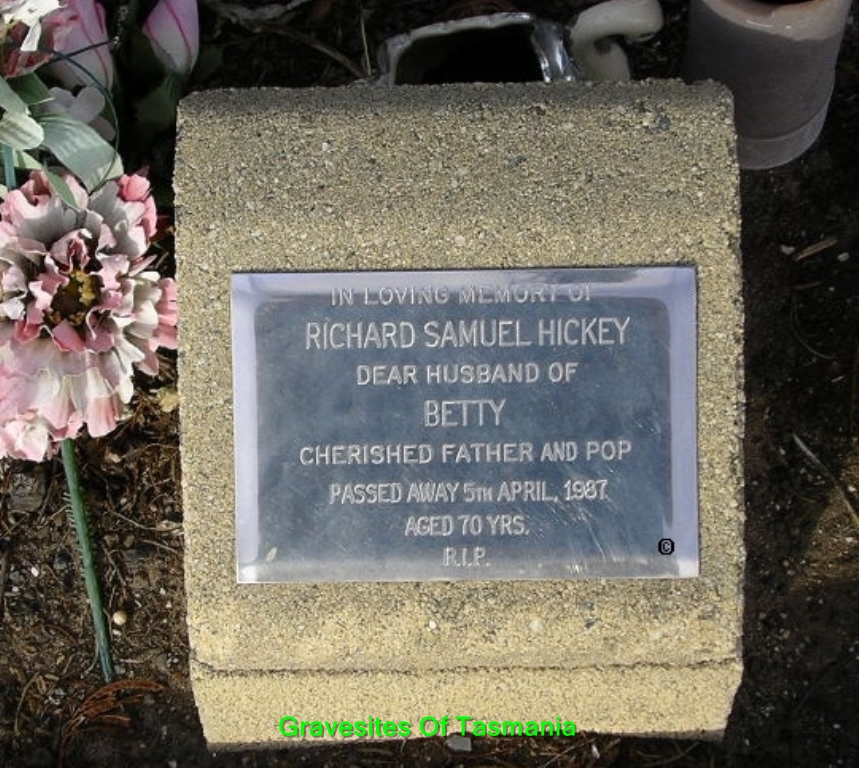 IN LOVING MEMORY OF
RICHARD SAMUEL HICKEY
DEAR HUSBAND OF
BETTY
CHERISHED FATHER AND POP
PASSED AWAY 5TH APRIL, 1987
AGED 70 YRS.
R.I.P.
©
Gravesites Of Tasmania